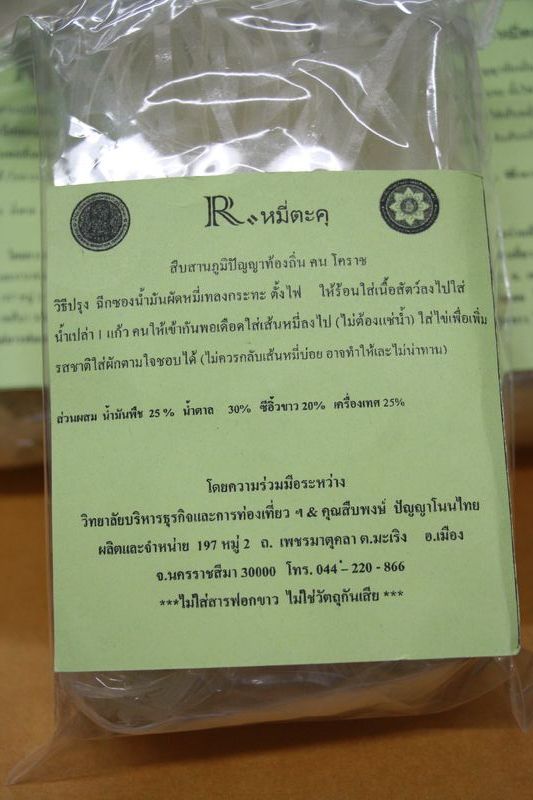 R หมี่ตะคุ
สืบสานภูมิปัญญาท้องถิ่น คน โคราช
วิธีปรุง ฉีกซองน้ำมันผัดหมี่เทลงกระทะ ตั้งไฟ ให้ร้อนใส่เนื้อสัตว์ลงไปใส่
น้ำเปล่า 1 แก้ว คนให้เข้ากันพอเดือดใส่เส้นหมี่ลงไป (ไม่ต้องแช่น้ำ) ใส่ไข่เพื่อเพิ่ม
รสชาติใส่ผักตามใจชอบได้ (ไม่ควรกลับเส้นหมี่บ่อย อาจทำให้เละไม่น่าทาน)
ส่วนผสม น้ำมันพืช 25 % น้ำตาล 30% ซีอิ้วขาว 20% เครื่องเทศ 25%
โดยความร่วมมือระหว่าง
วิทยาลัยบริหารธุรกิจและการท่องเที่ยว ฯ & คุณสืบพงษ์ ปัญญาโนนไทย
ผลิตและจำหน่าย 197 หมู่ 2 ถ. เพชรมาตุคลา ต.มะเริง อ.เมือง
จ.นครราชสีมา 30000 โทร. 044 – 220 - 866
***ไม่ใส่สารฟอกขาว ไม่ใช่วัตถุกันเสีย ***